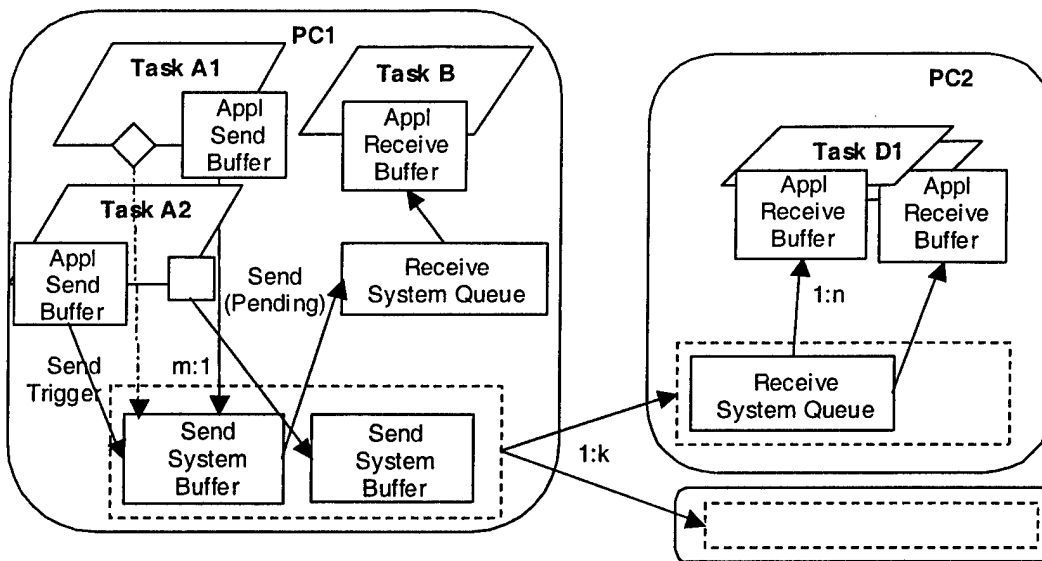 PC1
Task A1
Appl
Send
Buffer
Task B
Appl
Receive
Buffer
Task A2
Appl
Send
Buffer
Send
(Pending)
Receive
System Queue
Send
Trigger
m:1
Send
System
Buffer
Send
System
Buffer
1:k
PC2
Task D1
Appl
Receive
Buffer
Appl
Receive
Buffer
1:n
Receive
System Queue